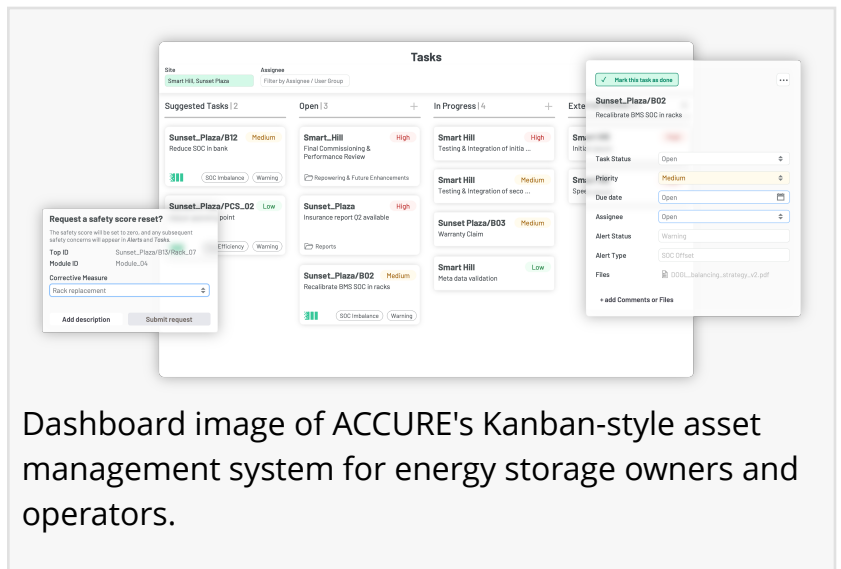 Tasks
Site
Smart Hill, Sunset Plaza
Assignee
Filter by Assignee / User Group
Suggested Tasks | 2
Sunset_Plaza/B12 Medium
Reduce SOC in bank
SOC Imbalance Warning
Sunset_Plaza/PCS_02 Low
point
Efficiency Warning
Open | 3
Smart_Hill High
Final Commissioning &
Performance Review
Repowering & Future Enhancements
Sunset_Plaza High
Insurance report Q2 available
Reports
Sunset_Plaza/B02 Medium
Recalibrate BMS SOC in racks
SOC Imbalance Warning
In Progress | 4
Smart Hill High
Testing & Integration of initia ...
Smart Hill Medium
Testing & Integration of seco ...
Sunset Plaza/B03 Medium
Warranty Claim
Smart Hill Low
Meta data validation
Request a safety score reset?
The safety score will be set to zero, and any subsequent
safety concerns will appear in Alerts and Tasks.
Top ID Sunset_Plaza/B13/Rack_07
Module ID Module_04
Corrective Measure
Rack replacement
Add description Submit request
Mark this task as done
Sunset_Plaza/B02
Recalibrate BMS SOC in racks
Task Status Open
Priority Medium
Due date Open
Assignee Open
Alert Status Warning
Alert Type SOC Offset
Files balancing_strategy_v2.pdf
+ add Comments or Files
Dashboard image of ACCURE's Kanban-style asset
management system for energy storage owners and
operators.